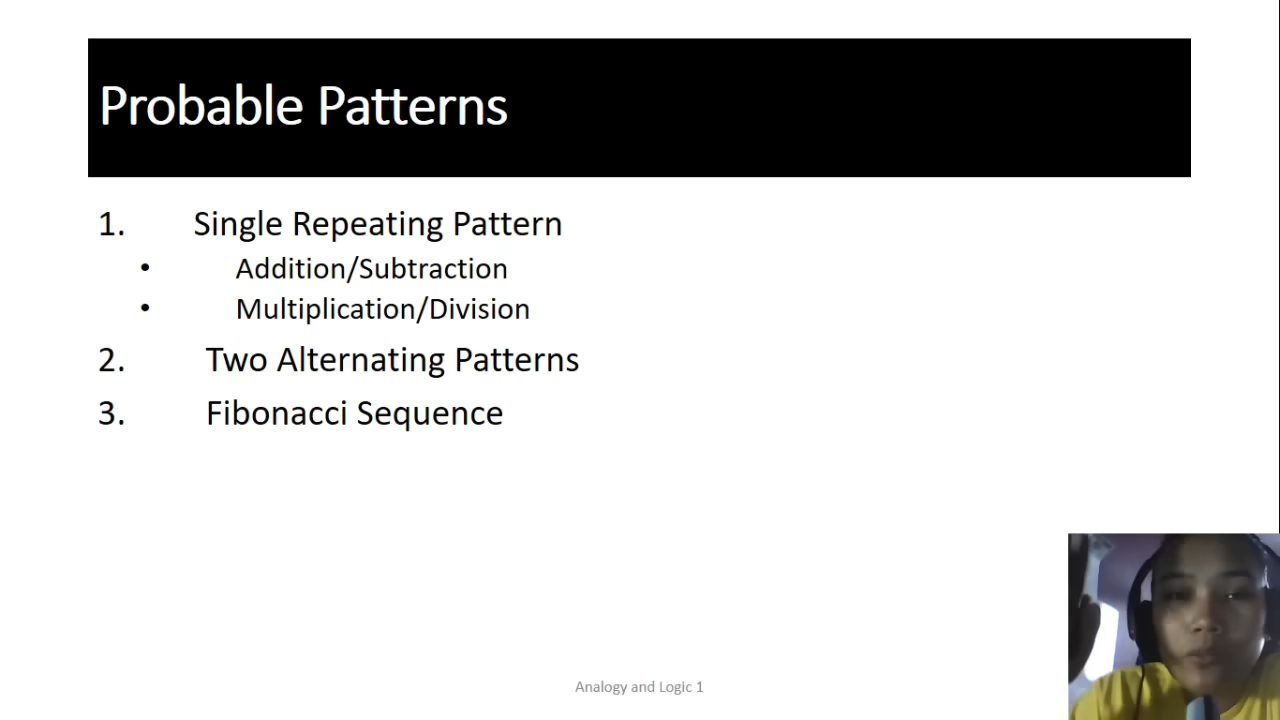 Probable Patterns
1. Single Repeating Pattern
• Addition/Subtraction
• Multiplication/Division
2. Two Alternating Patterns
3. Fibonacci Sequence
Analogy and Logic 1